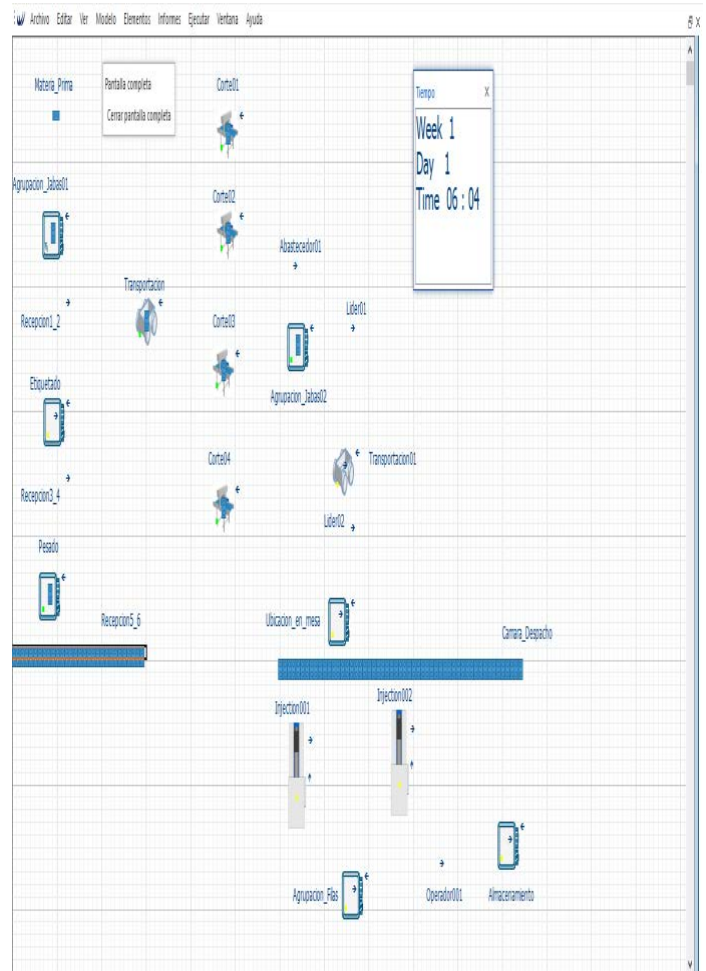 Archivo Editar Ver Modelo Elementos Informes Ejecutar Ventana Ayuda
Materia_Prima
Pantalla completa
Cerrar pantalla completa
Corte01
Tiempo
Week 1
Day 1
Time 06 : 04
Agrupacion_Jabas01
Corte02
Abastecedor01
Transportacion
Recepcion1_2
Corte03
Lider01
Etiquetado
Agrupacion_Jabas02
Corte04
Transportacion01
Recepcion3_4
Lider02
Pesado
Recepcion5_6
Ubicacion_en_mesa
Camara_Despacho
Injection001
Injection002
Agrupacion_Filas
Operador001
Almacenamiento